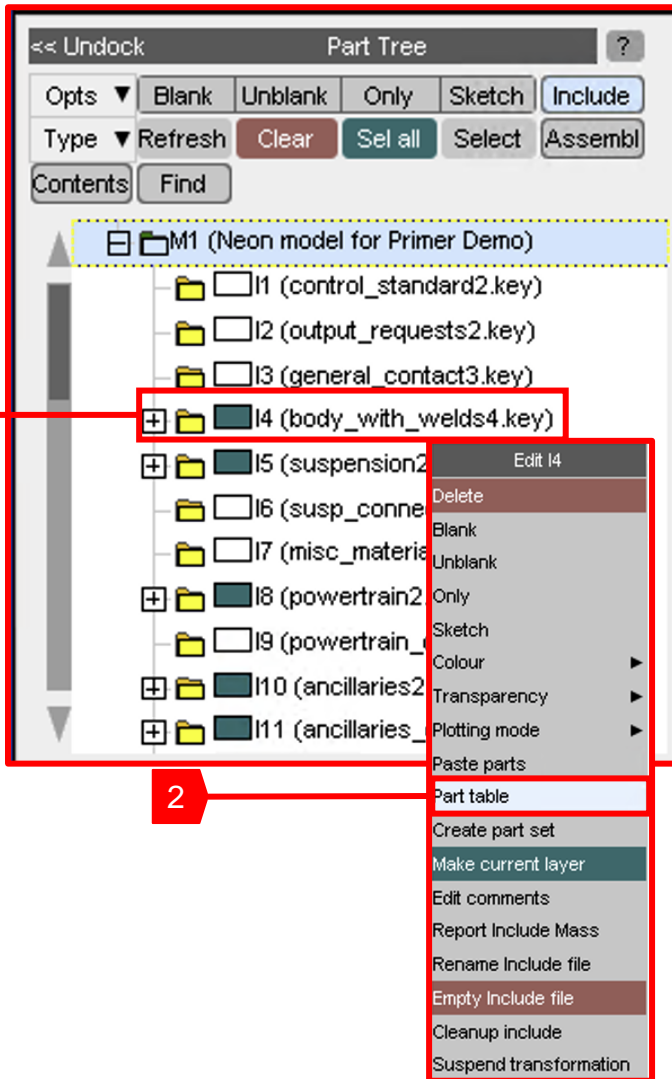 << Undock Part Tree ?
Opts ▼ Blank Unblank Only Sketch Include
Type ▼ Refresh Clear Sel all Select Assembl
Contents Find
M1 (Neon model for Primer Demo)
I1 (control_standard2.key)
I2 (output_requests2.key)
I3 (general_contact3.key)
I4 (body_with_welds4.key)
I5 (suspension2
I6 (susp_conne
I7 (misc_materia
I8 (powertrain2.
I9 (powertrain_
I10 (ancillaries2
I11 (ancillaries_
Edit I4
Delete
Blank
Unblank
Only
Sketch
Colour
Transparency
Plotting mode
Paste parts
2
Part table
Create part set
Make current layer
Edit comments
Report Include Mass
Rename Include file
Empty Include file
Cleanup include
Suspend transformation